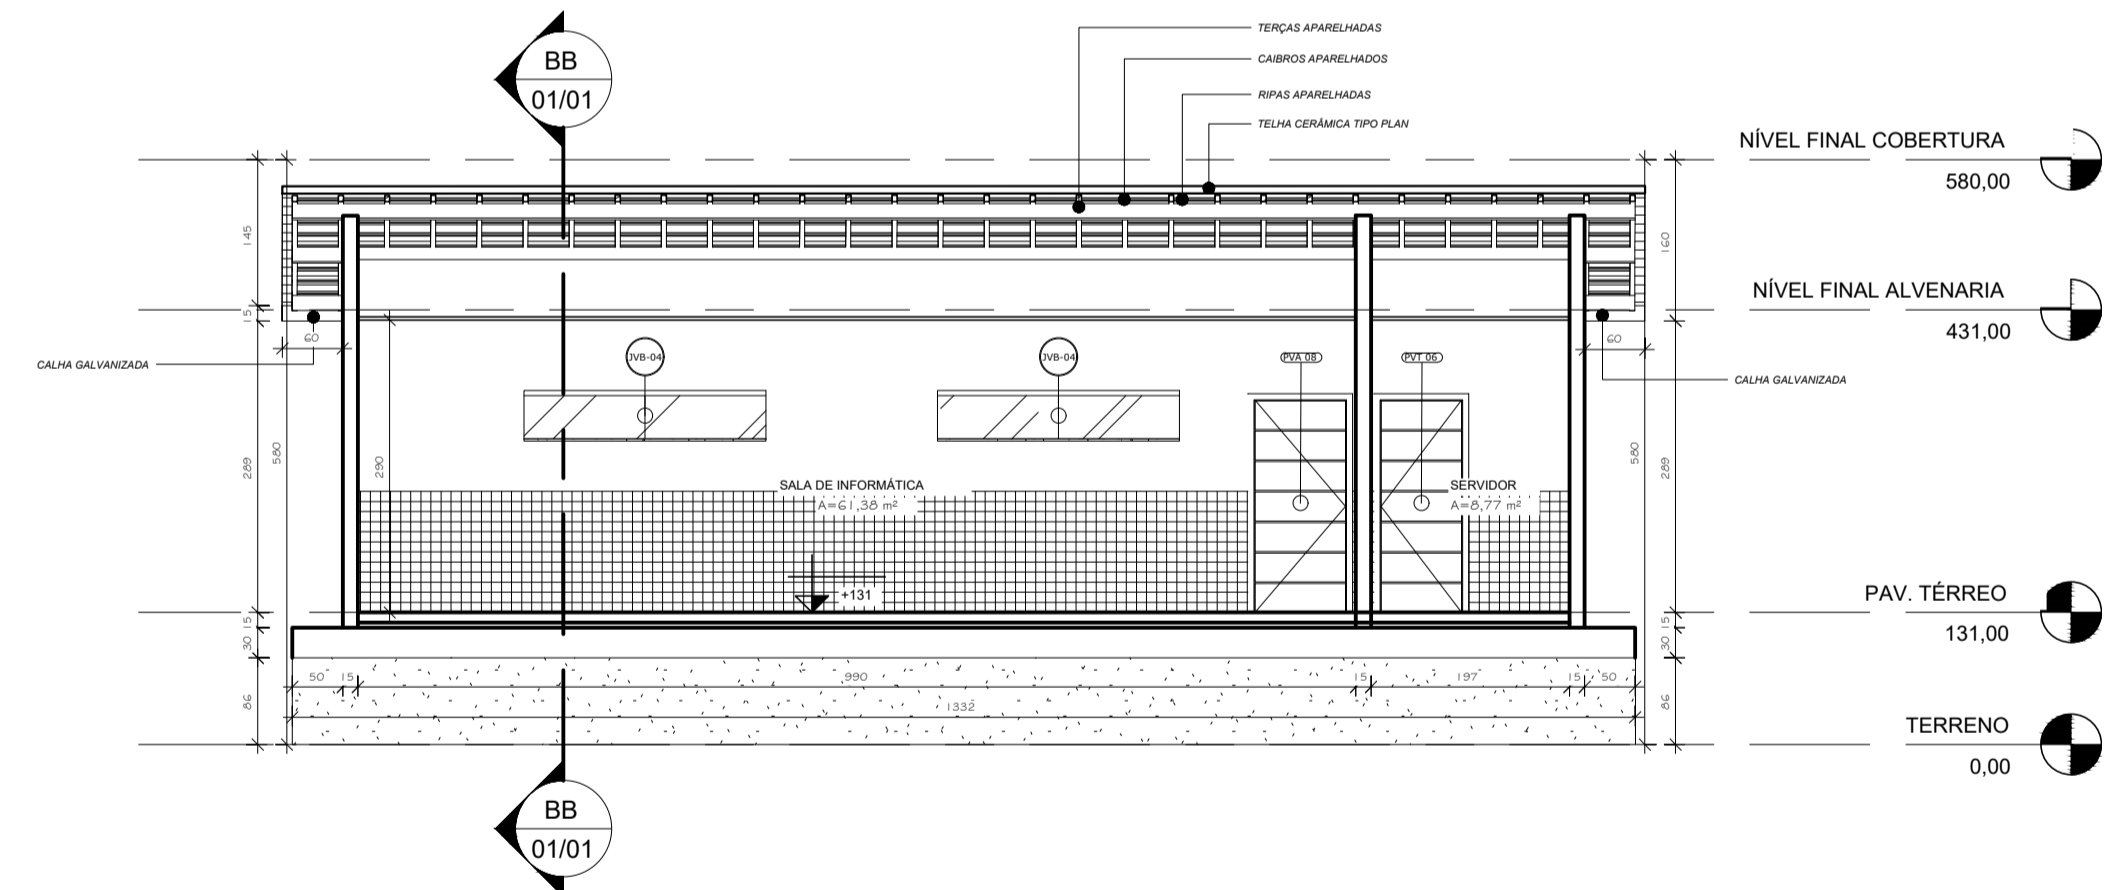 BB
01/01
TERÇAS APARELHADAS
CAIBROS APARELHADOS
RIPAS APARELHADAS
TELHA CERÂMICA TIPO PLAN
NÍVEL FINAL COBERTURA
580,00
145
160
NÍVEL FINAL ALVENARIA
431,00
15
60
60
CALHA GALVANIZADA
JVB-04
JVB-04
PVA 08
PVT 06
CALHA GALVANIZADA
289
580
290
580
289
SALA DE INFORMÁTICA
A=61,38 m²
SERVIDOR
A=8,77 m²
+131
PAV. TÉRREO
131,00
15
30
15
30
50
15
990
15
197
15
50
86
1332
86
TERRENO
0,00
BB
01/01